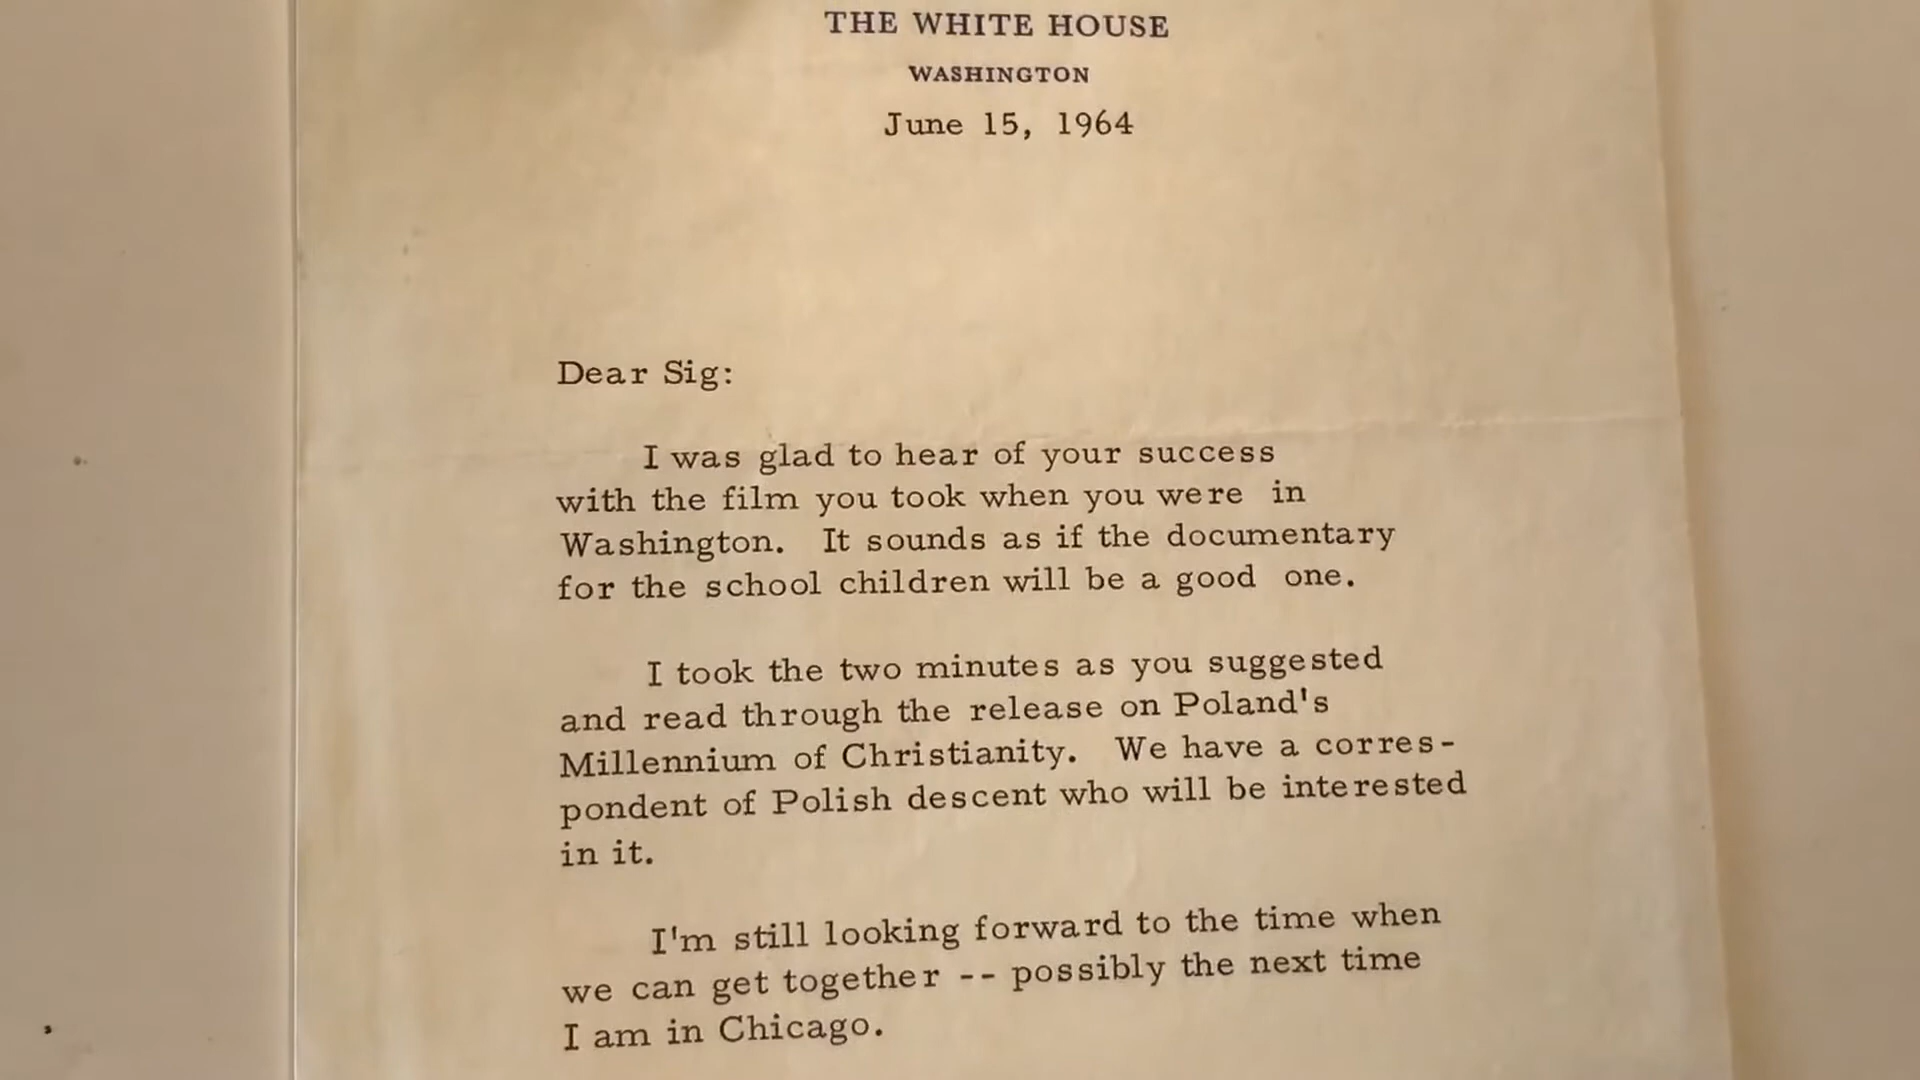 THE WHITE HOUSE
WASHINGTON
June 15, 1964
Dear Sig:
I was glad to hear of your success
with the film you took when you were in
Washington. It sounds as if the documentary
for the school children will be a good one.
I took the two minutes as you suggested
and read through the release on Poland's
Millennium of Christianity. We have a corres-
pondent of Polish descent who will be interested
in it.
I'm still looking forward to the time when
we can get together -- possibly the next time
I am in Chicago.